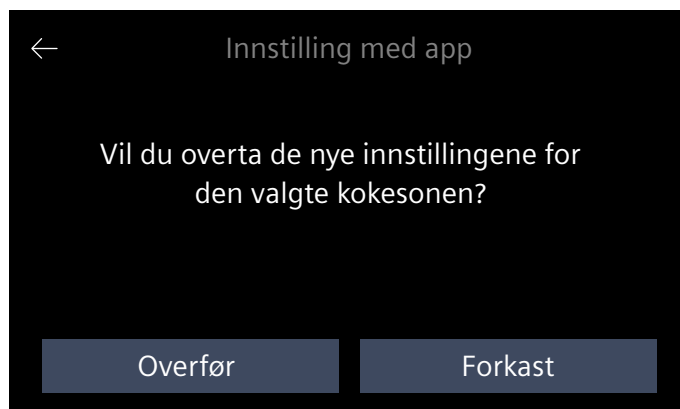 Innstilling med app
Vil du overta de nye innstillingene for
den valgte kokesonen?
Overfør
Forkast